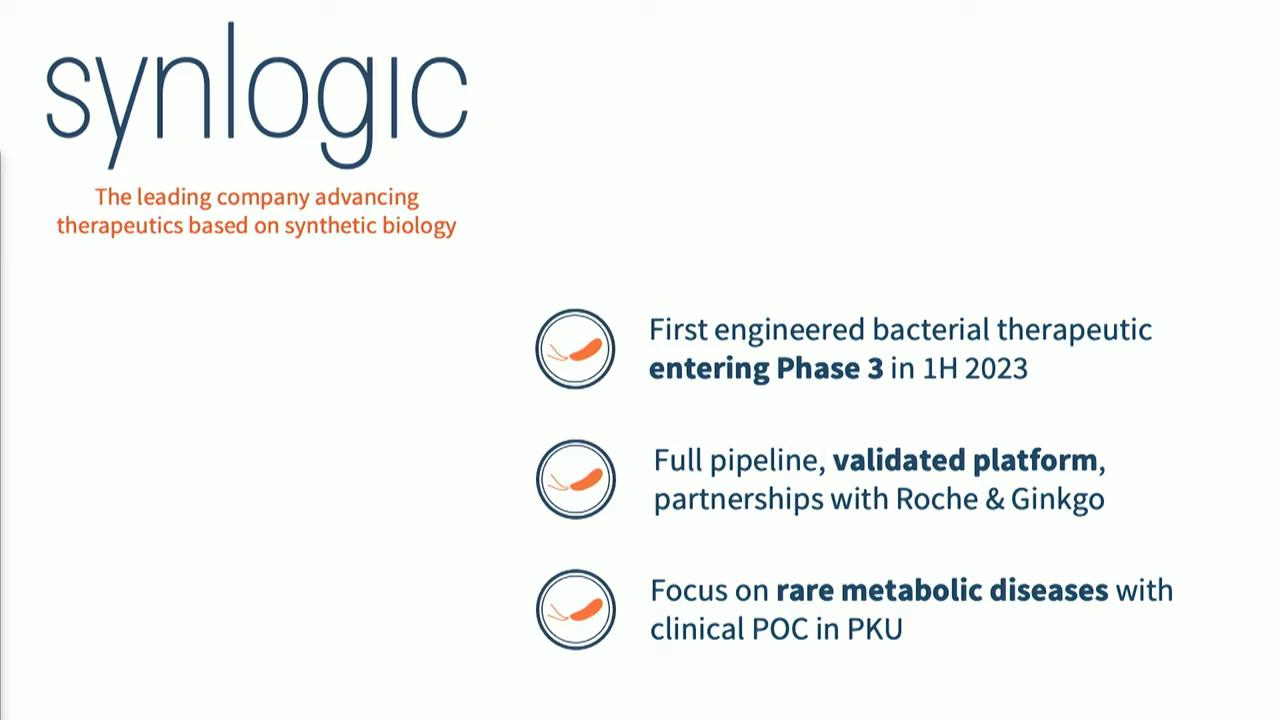 synlogic
The leading company advancing
therapeutics based on synthetic biology
First engineered bacterial therapeutic
entering Phase 3 in 1H 2023
Full pipeline, validated platform,
partnerships with Roche & Ginkgo
Focus on rare metabolic diseases with
clinical POC in PKU